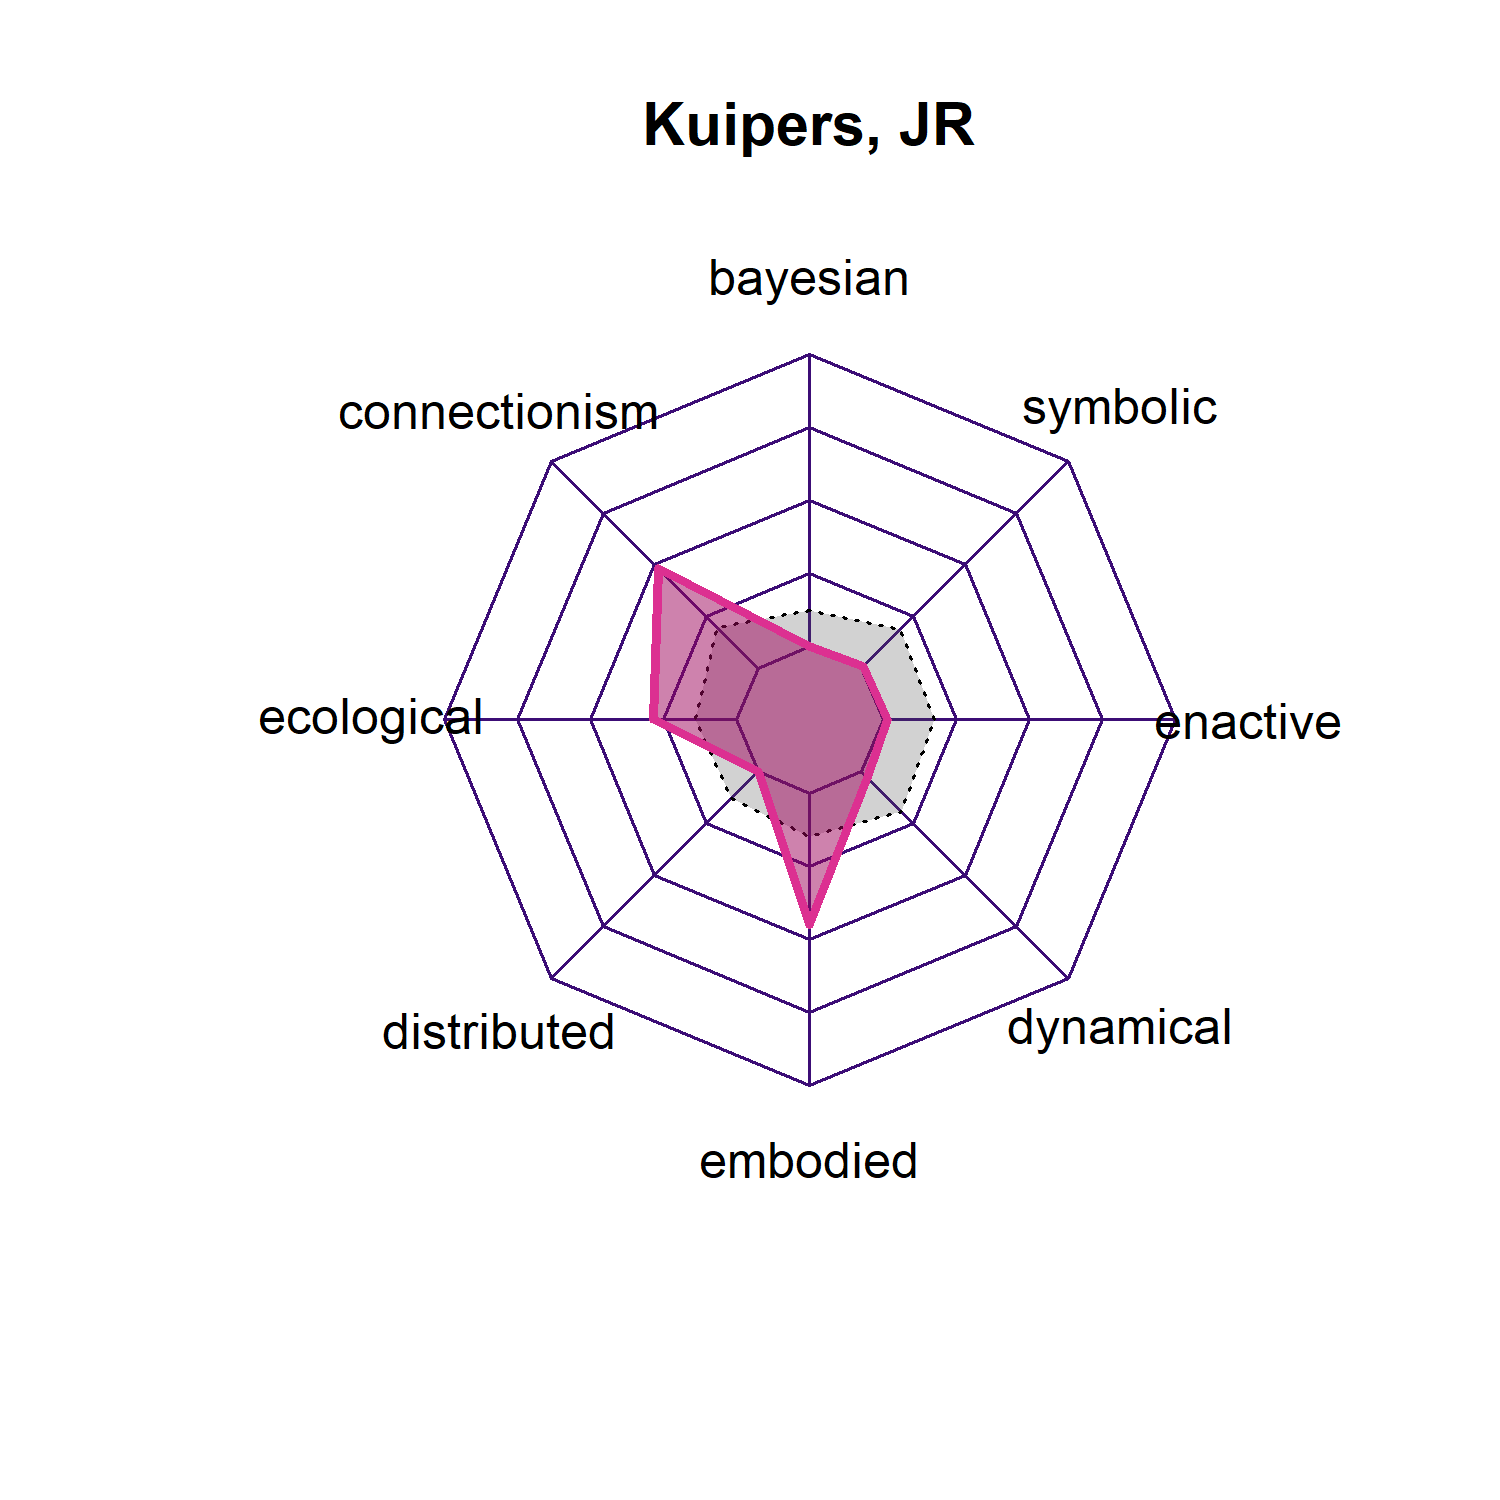 Kuipers, JR
bayesian
connectionism
symbolic
ecological
enactive
distributed
dynamical
embodied